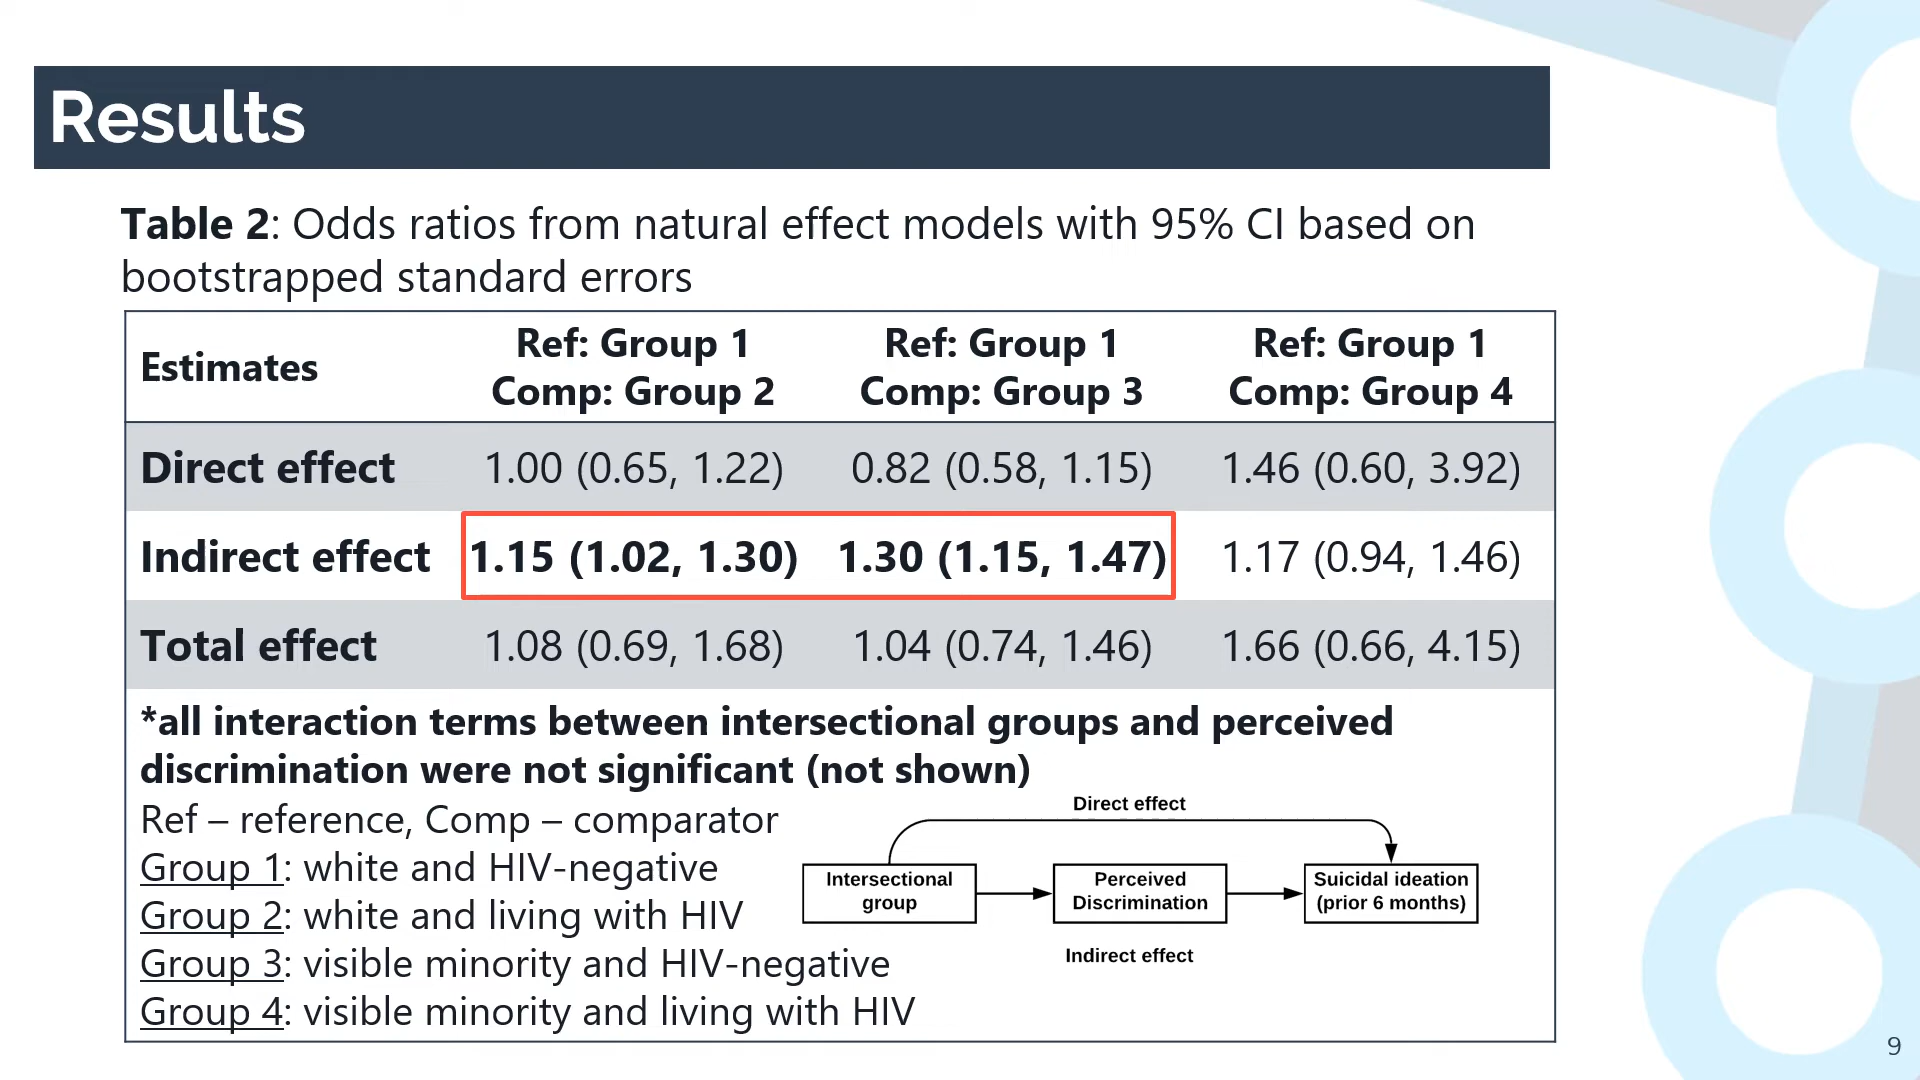 Results
Table 2: Odds ratios from natural effect models with 95% CI based on
bootstrapped standard errors
Estimates
Ref: Group 1
Comp: Group 2
Ref: Group 1
Comp: Group 3
Ref: Group 1
Comp: Group 4
Direct effect 1.00 (0.65, 1.22) 0.82 (0.58, 1.15) 1.46 (0.60, 3.92)
Indirect effect 1.15 (1.02, 1.30) 1.30 (1.15, 1.47) 1.17 (0.94, 1.46)
Total effect 1.08 (0.69, 1.68) 1.04 (0.74, 1.46) 1.66 (0.66, 4.15)
*all interaction terms between intersectional groups and perceived
discrimination were not significant (not shown)
Ref – reference, Comp – comparator
Group 1: white and HIV-negative
Group 2: white and living with HIV
Group 3: visible minority and HIV-negative
Group 4: visible minority and living with HIV
Direct effect
Intersectional
group
Perceived
Discrimination
Suicidal ideation
(prior 6 months)
Indirect effect
9